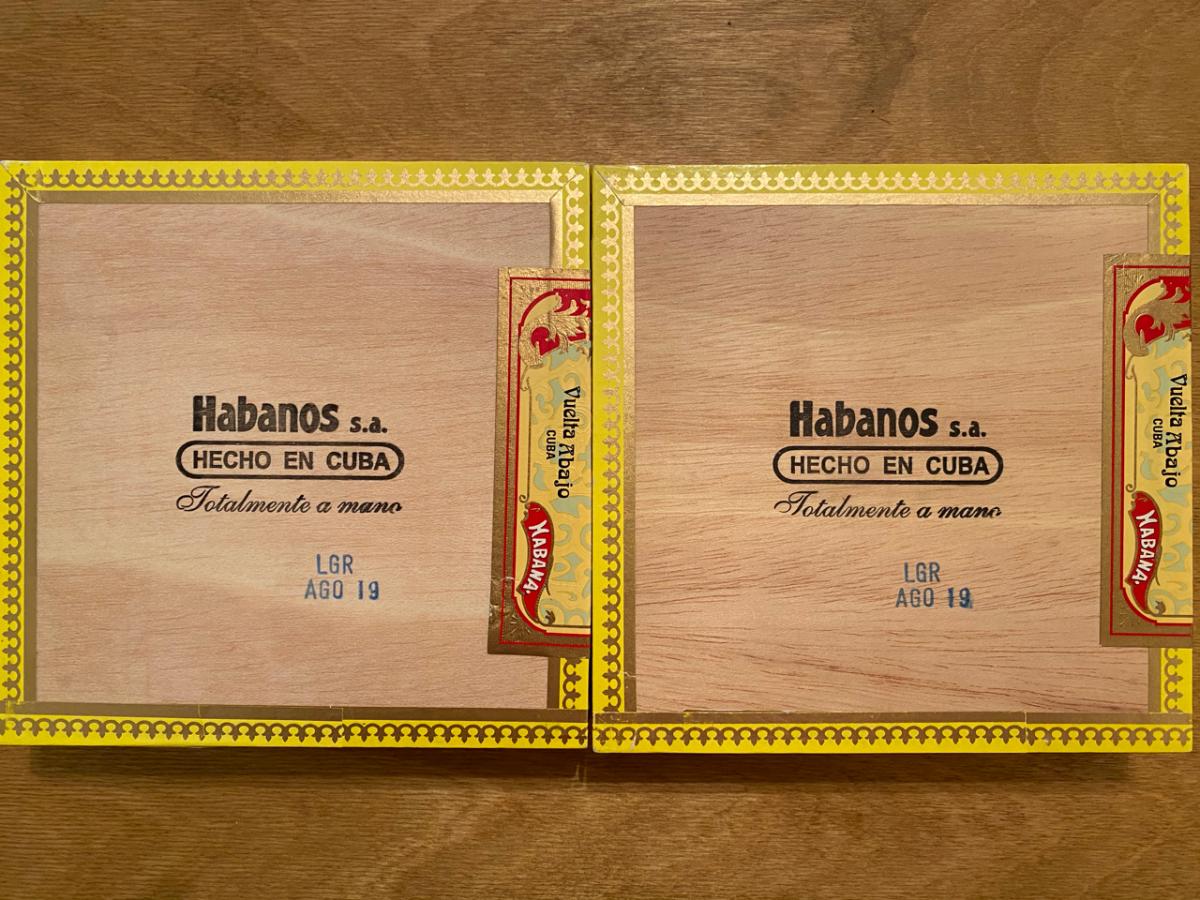 Habanos s.a.
HECHO EN CUBA
Totalmente a mano
LGR
AGO 19
Vuelta Abajo
CUBA
HABANA.
Habanos s.a.
HECHO EN CUBA
Totalmente a mano
LGR
AGO 19
Vuelta Abajo
CUBA
HABANA.